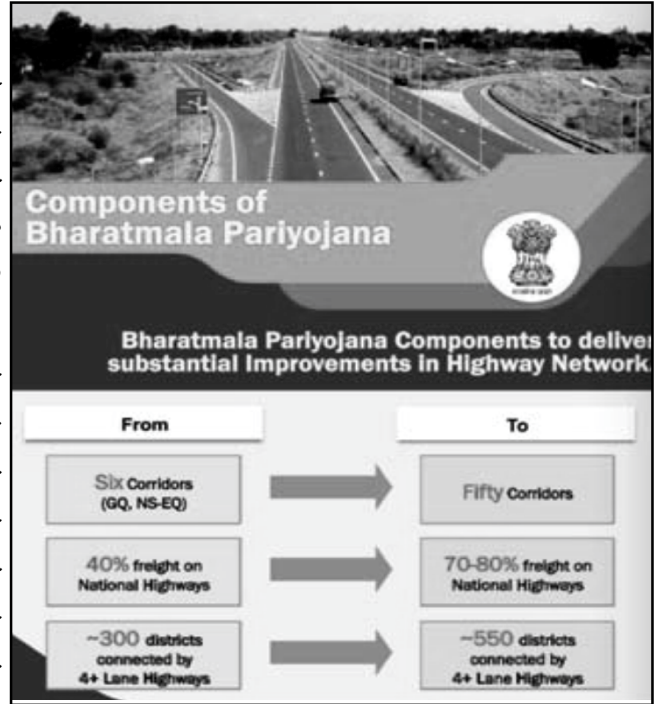 Components of
Bharatmala Pariyojana
Bharatmala Pariyojana Components to deliver
substantial Improvements in Highway Network
From
To
Six Corridors
(GQ, NS-EQ)
Fifty Corridors
40% freight on
National Highways
70-80% freight on
National Highways
~300 districts
connected by
4+ Lane Highways
~550 districts
connected by
4+ Lane Highways